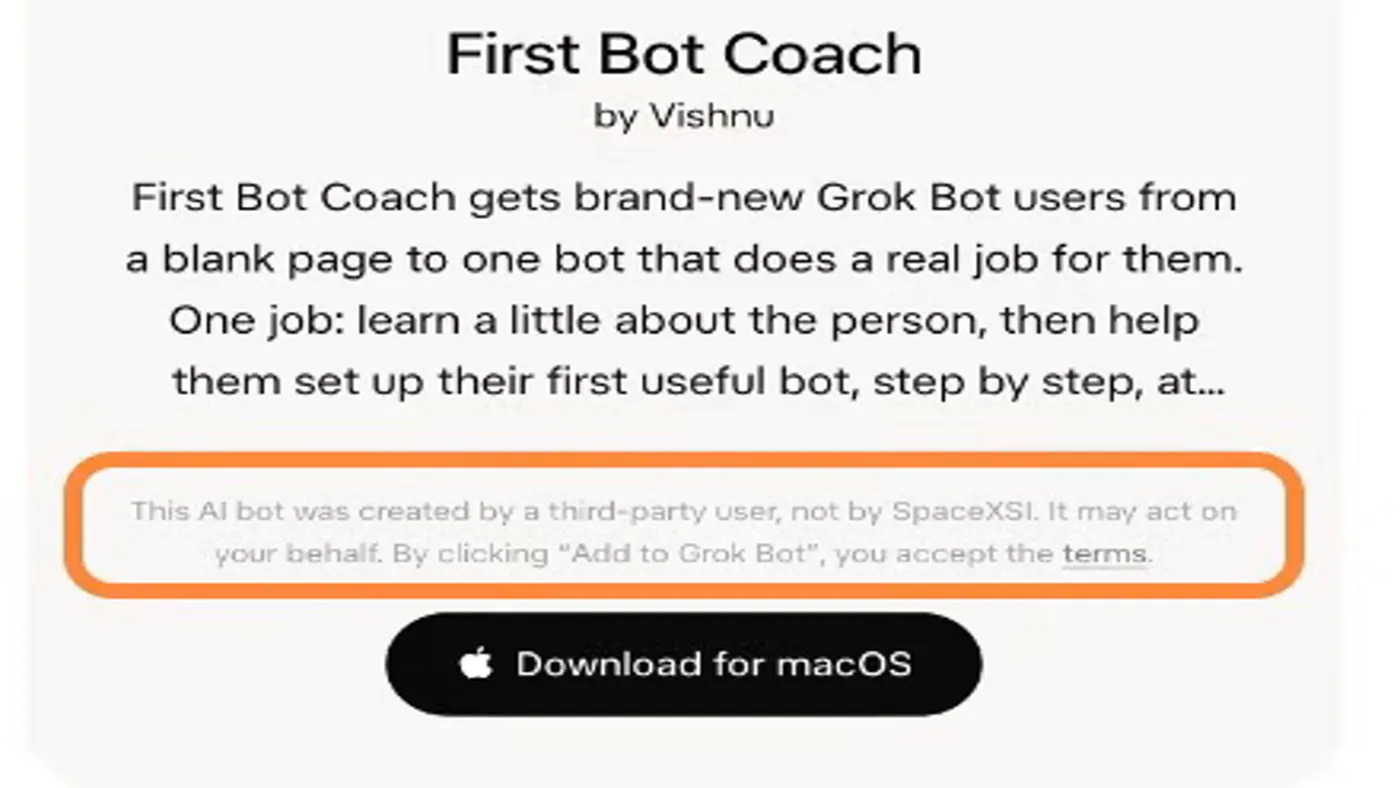 First Bot Coach
by Vishnu
First Bot Coach gets brand-new Grok Bot users from
a blank page to one bot that does a real job for them.
One job: learn a little about the person, then help
them set up their first useful bot, step by step, at...
This AI bot was created by a third-party user, not by SpaceXSI. It may act on
your behalf. By clicking “Add to Grok Bot”, you accept the terms.
Download for macOS